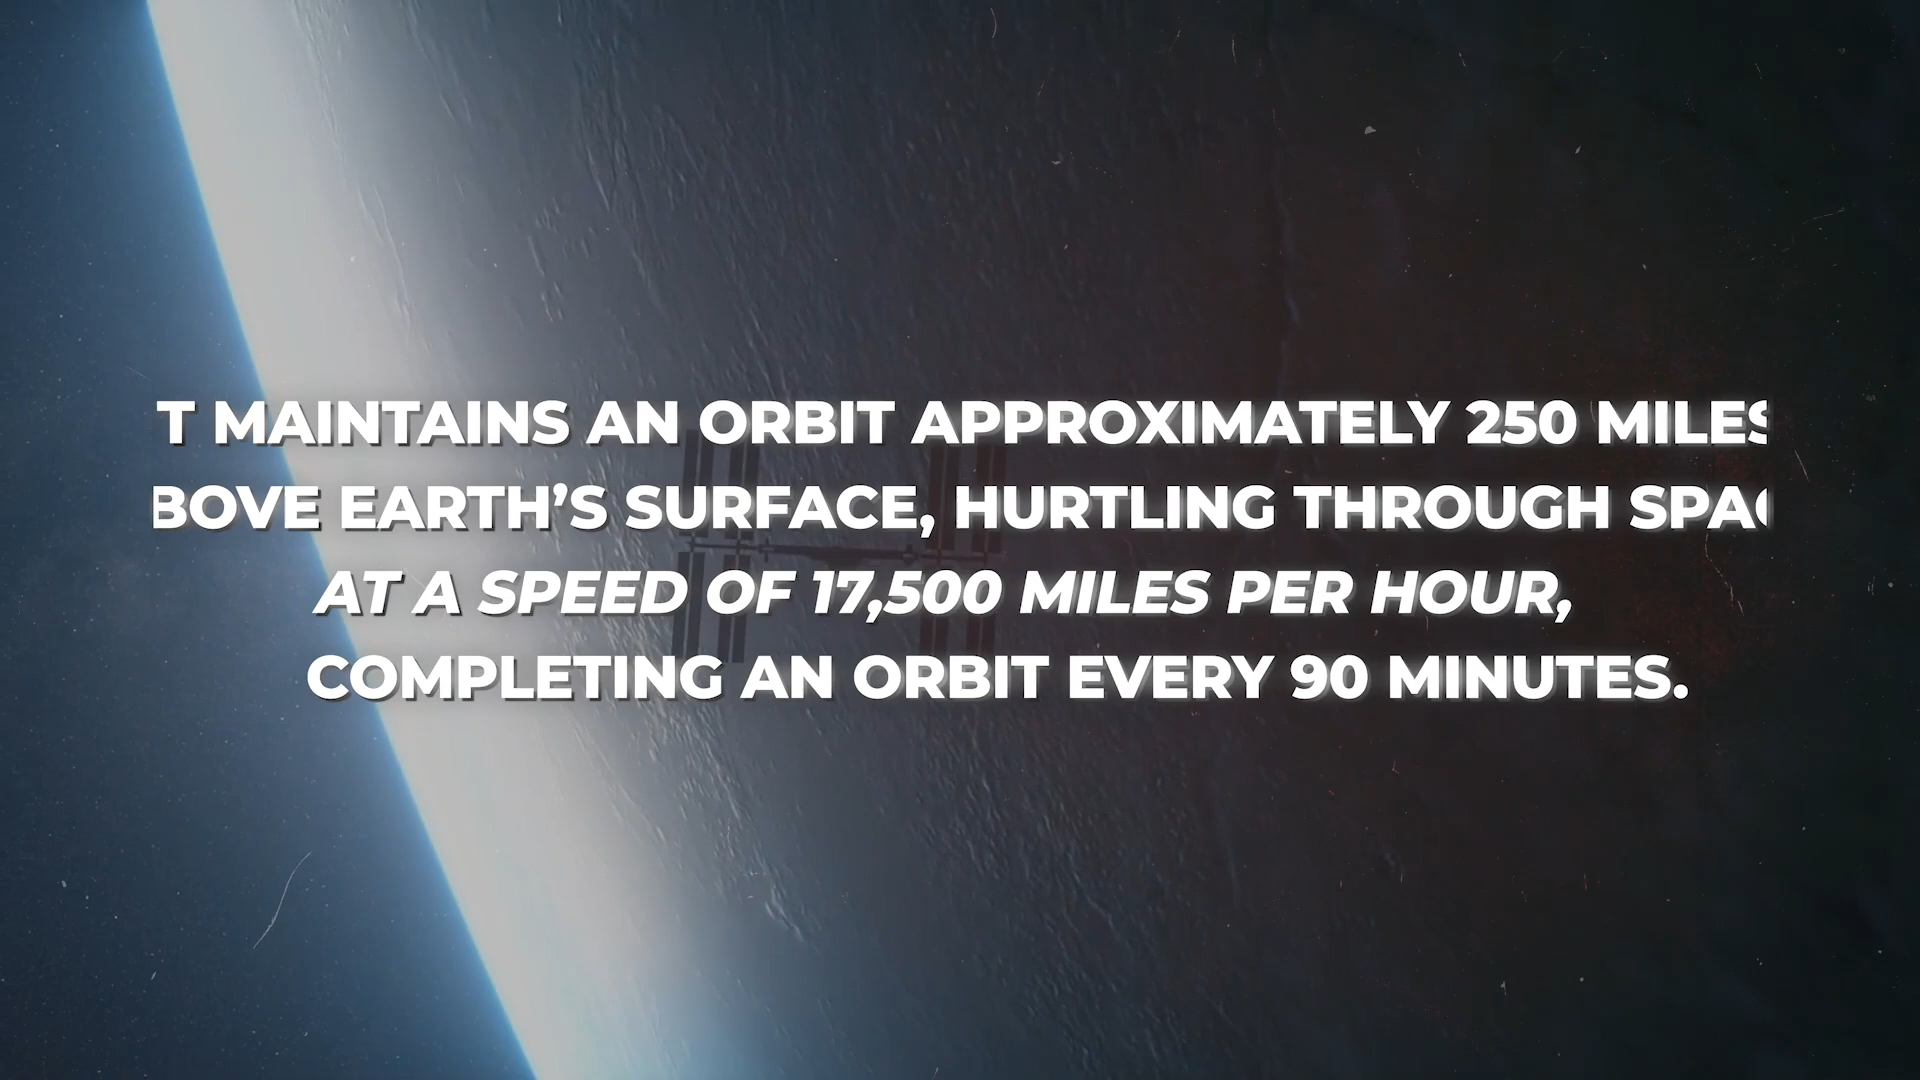 T MAINTAINS AN ORBIT APPROXIMATELY 250 MILES
BOVE EARTH’S SURFACE, HURTLING THROUGH SPAC
AT A SPEED OF 17,500 MILES PER HOUR,
COMPLETING AN ORBIT EVERY 90 MINUTES.